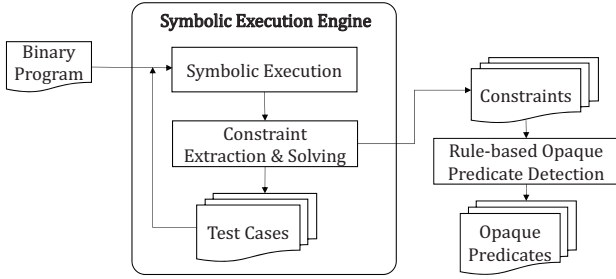 Symbolic Execution Engine
Binary
Program
Symbolic Execution
Constraint
Extraction & Solving
Test Cases
Constraints
Rule-based Opaque
Predicate Detection
Opaque
Predicates